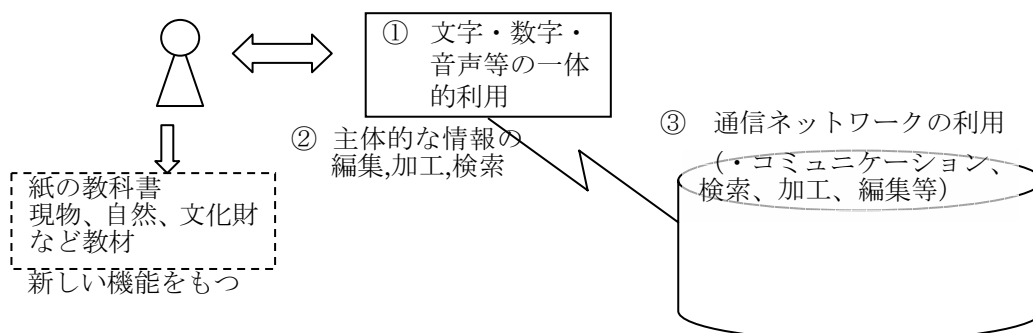 ① 文字・数字・
音声等の一体
的利用
② 主体的な情報の
編集,加工,検索
③ 通信ネットワークの利用
(・コミュニケーション、
検索、加工、編集等)
紙の教科書
現物、自然、文化財
など教材
新しい機能をもつ